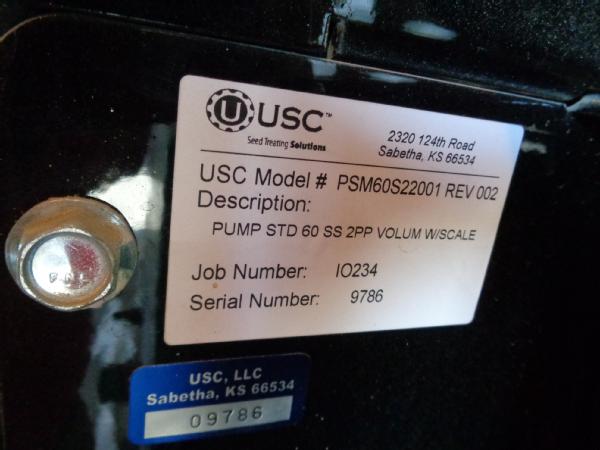 USC™
Seed Treating Solutions
2320 124th Road
Sabetha, KS 66534
USC Model # PSM60S22001 REV 002
Description:
PUMP STD 60 SS 2PP VOLUM W/SCALE
Job Number: IO234
Serial Number: 9786
USC, LLC
Sabetha, KS 66534
09786